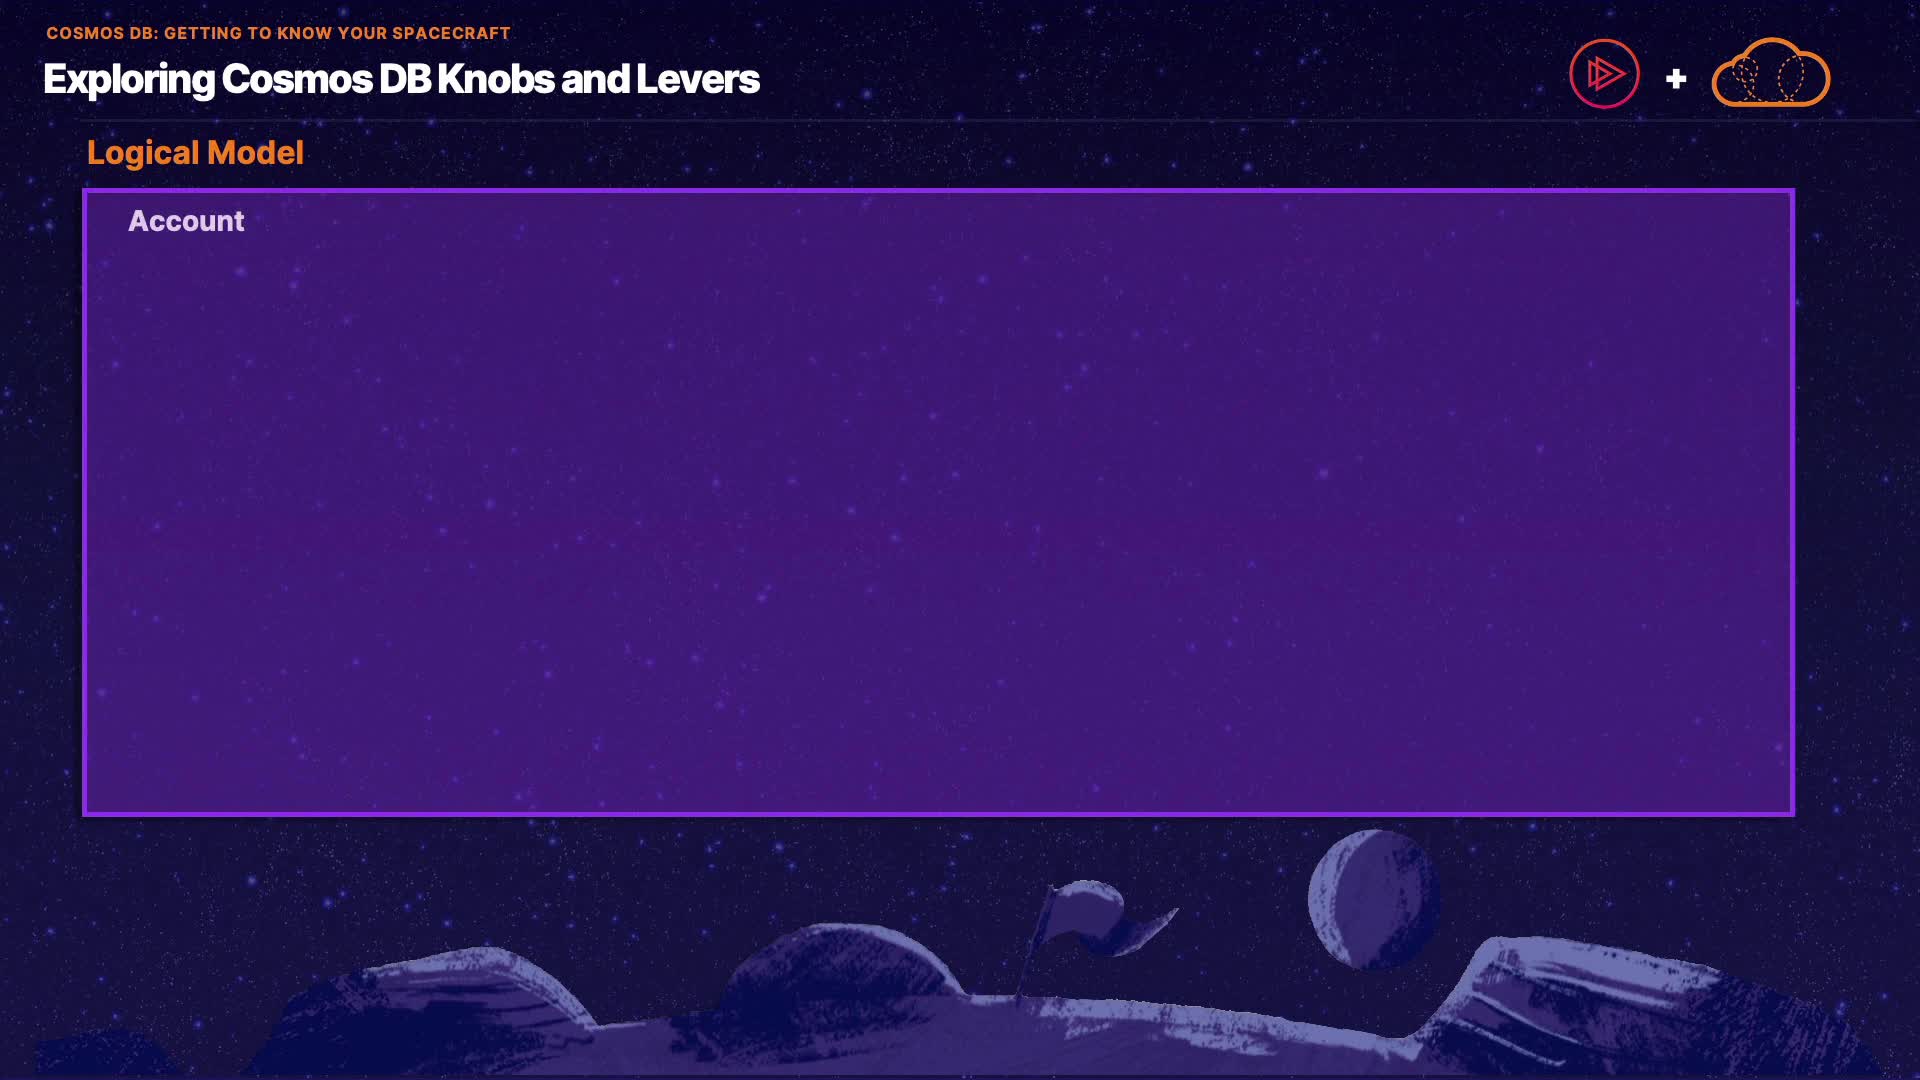 COSMOS DB: GETTING TO KNOW YOUR SPACECRAFT
Exploring Cosmos DB Knobs and Levers
+
Logical Model
Account